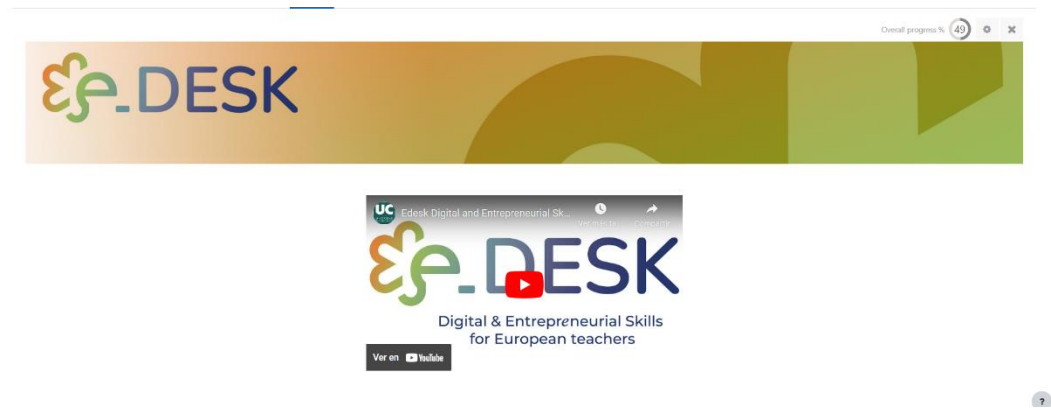 Overall progress % 49
e_DESK
UC Edesk Digital and Entrepreneurial Sk...
e_DESK
Digital & Entrepreneurial Skills
for European teachers
Ver en YouTube
?